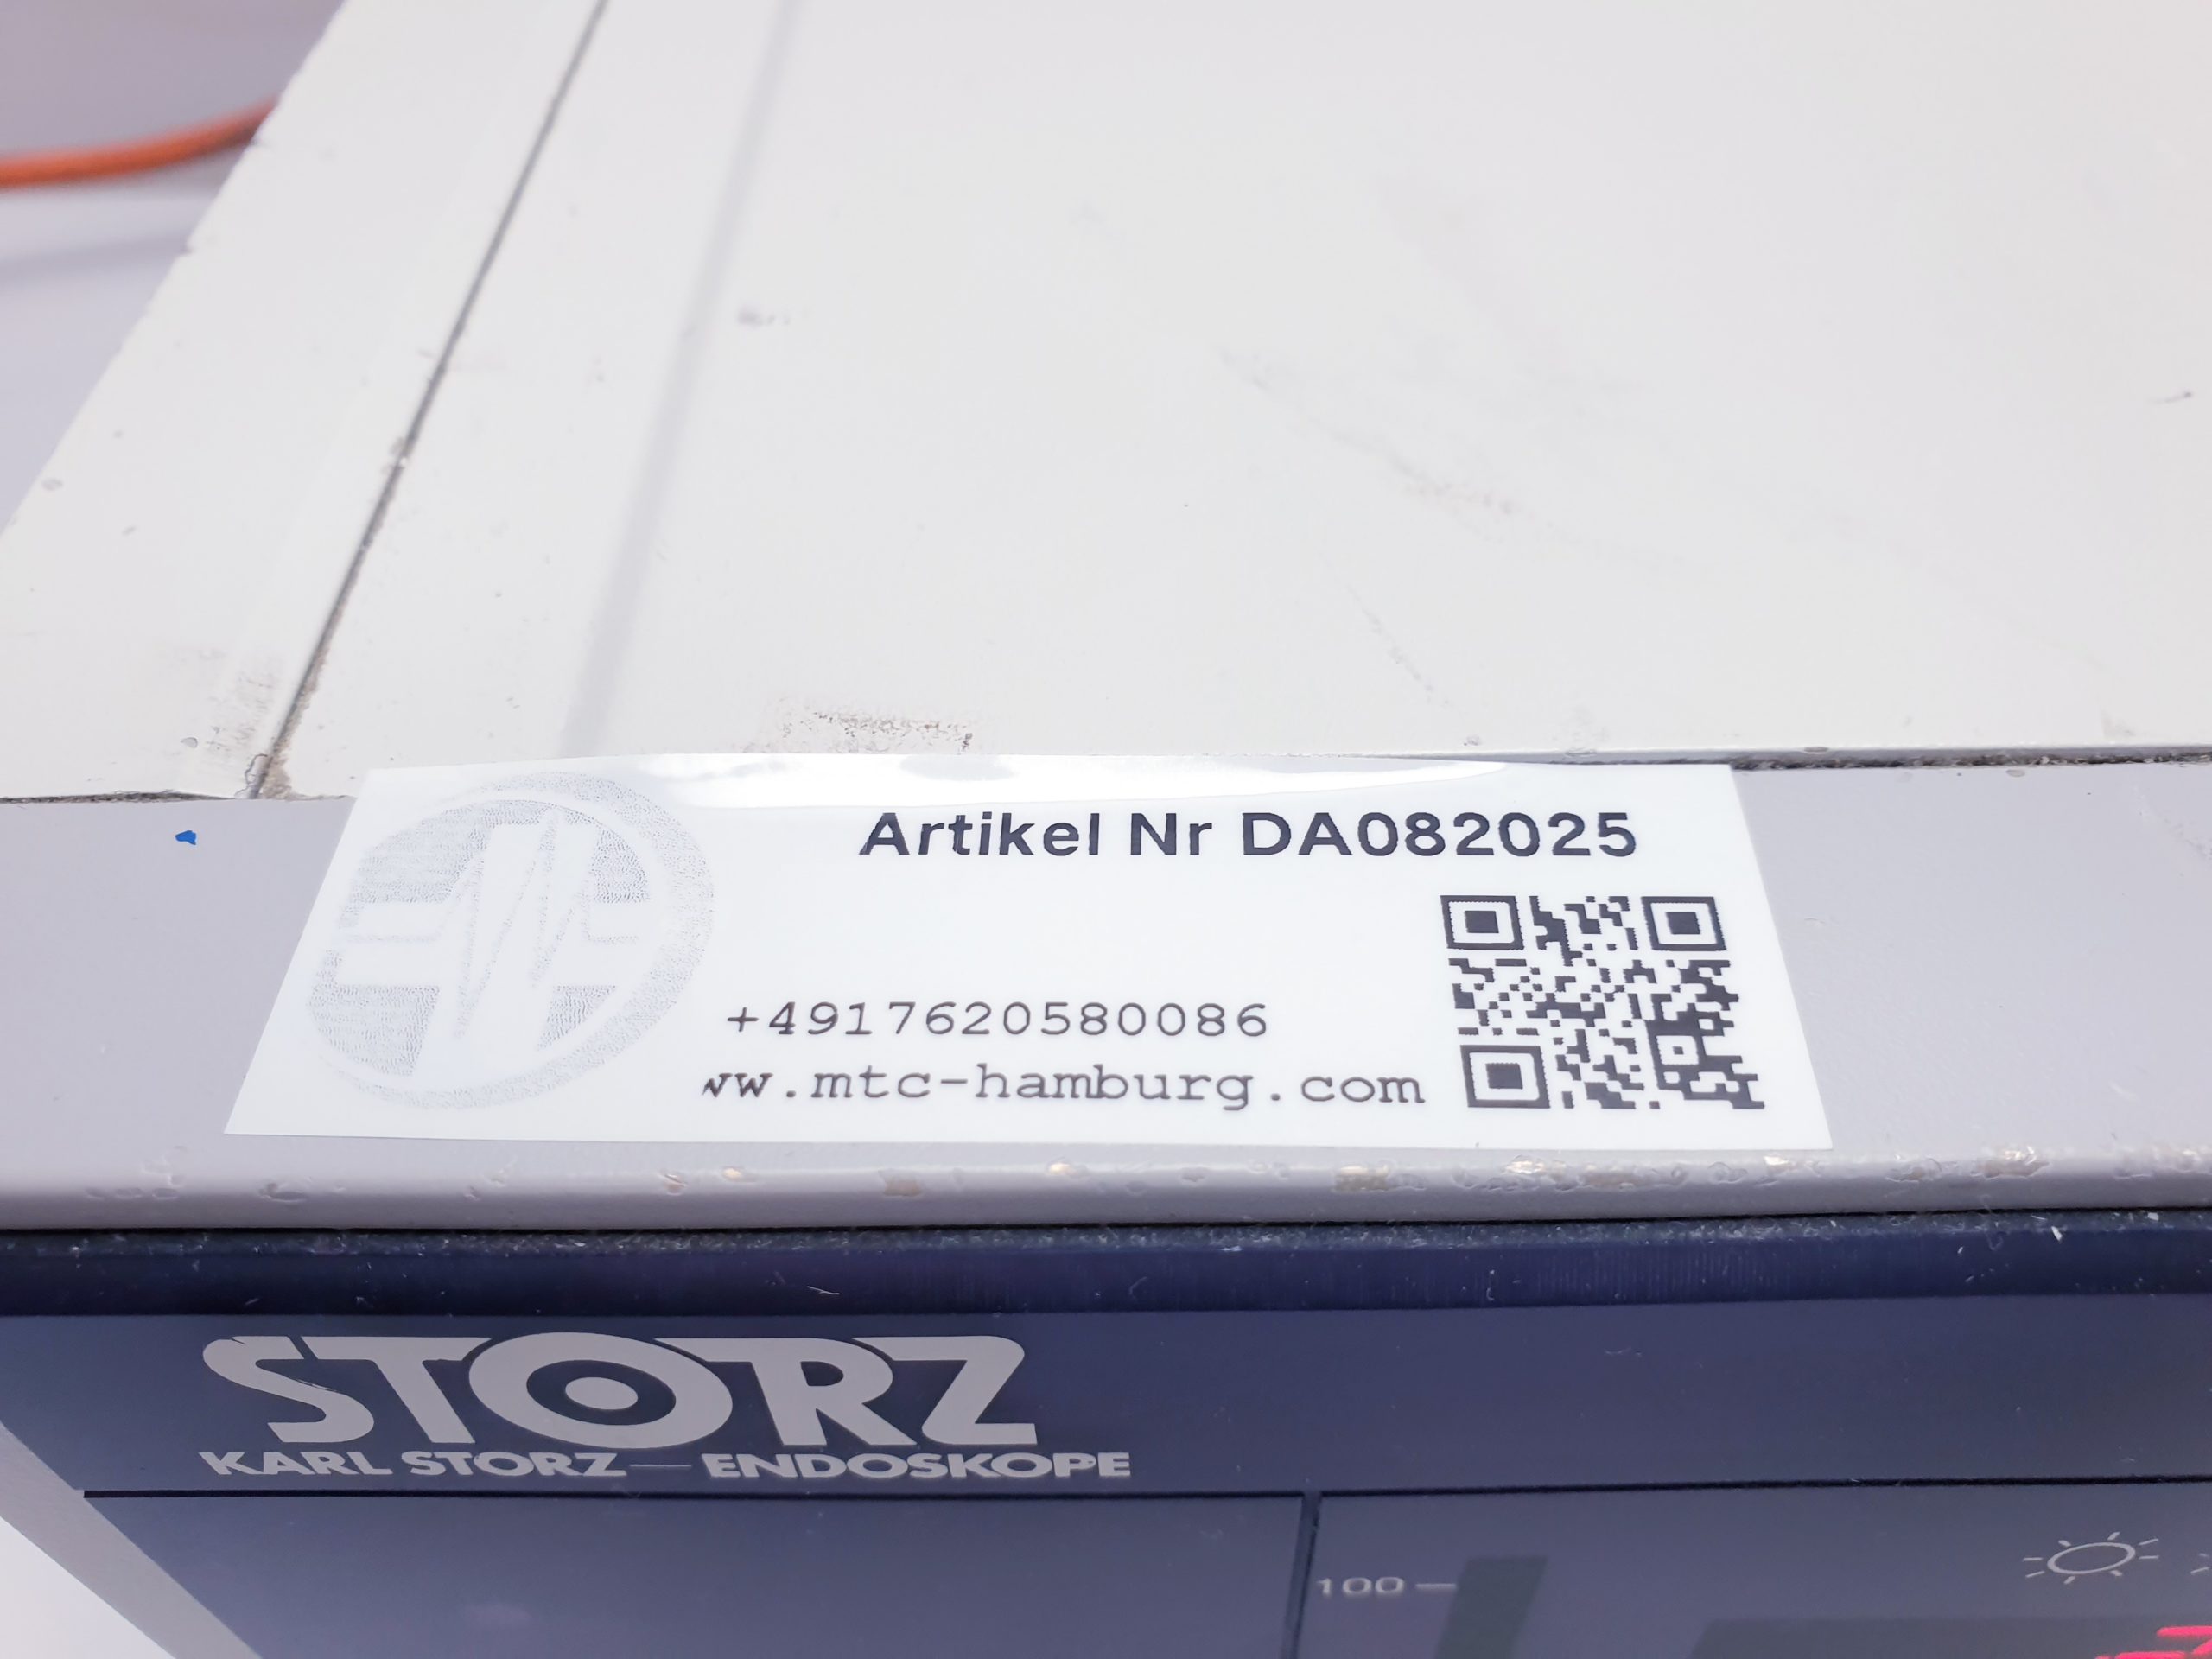 Artikel Nr DA082025
+4917620580086
ww.mtc-hamburg.com
STORZ
KARL STORZ—ENDOSKOPE
100